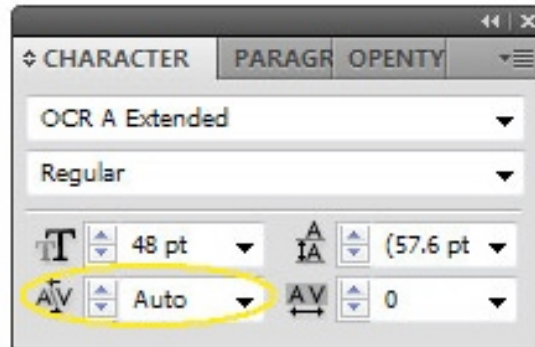 CHARACTER PARAGR OPENTY
OCR A Extended
Regular
48 pt (57.6 pt
Auto 0